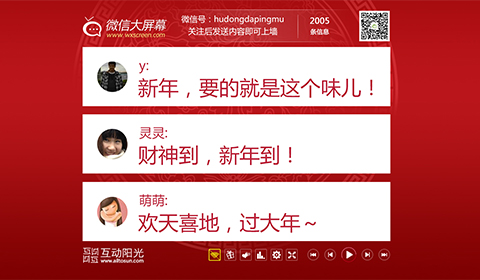 微信大屏幕
www.wxscreen.com
微信号：hudongdapingmu
关注后发送内容即可上墙
2005
条信息
y:
新年，要的就是这个味儿！
灵灵:
财神到，新年到！
萌萌:
欢天喜地，过大年～
互动阳光
www.alltosun.com